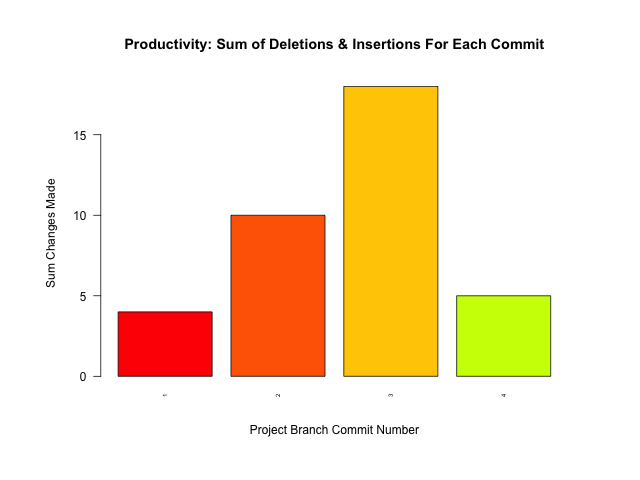 Productivity: Sum of Deletions & Insertions For Each Commit
Sum Changes Made
15
10
5
0
1
2
3
4
Project Branch Commit Number